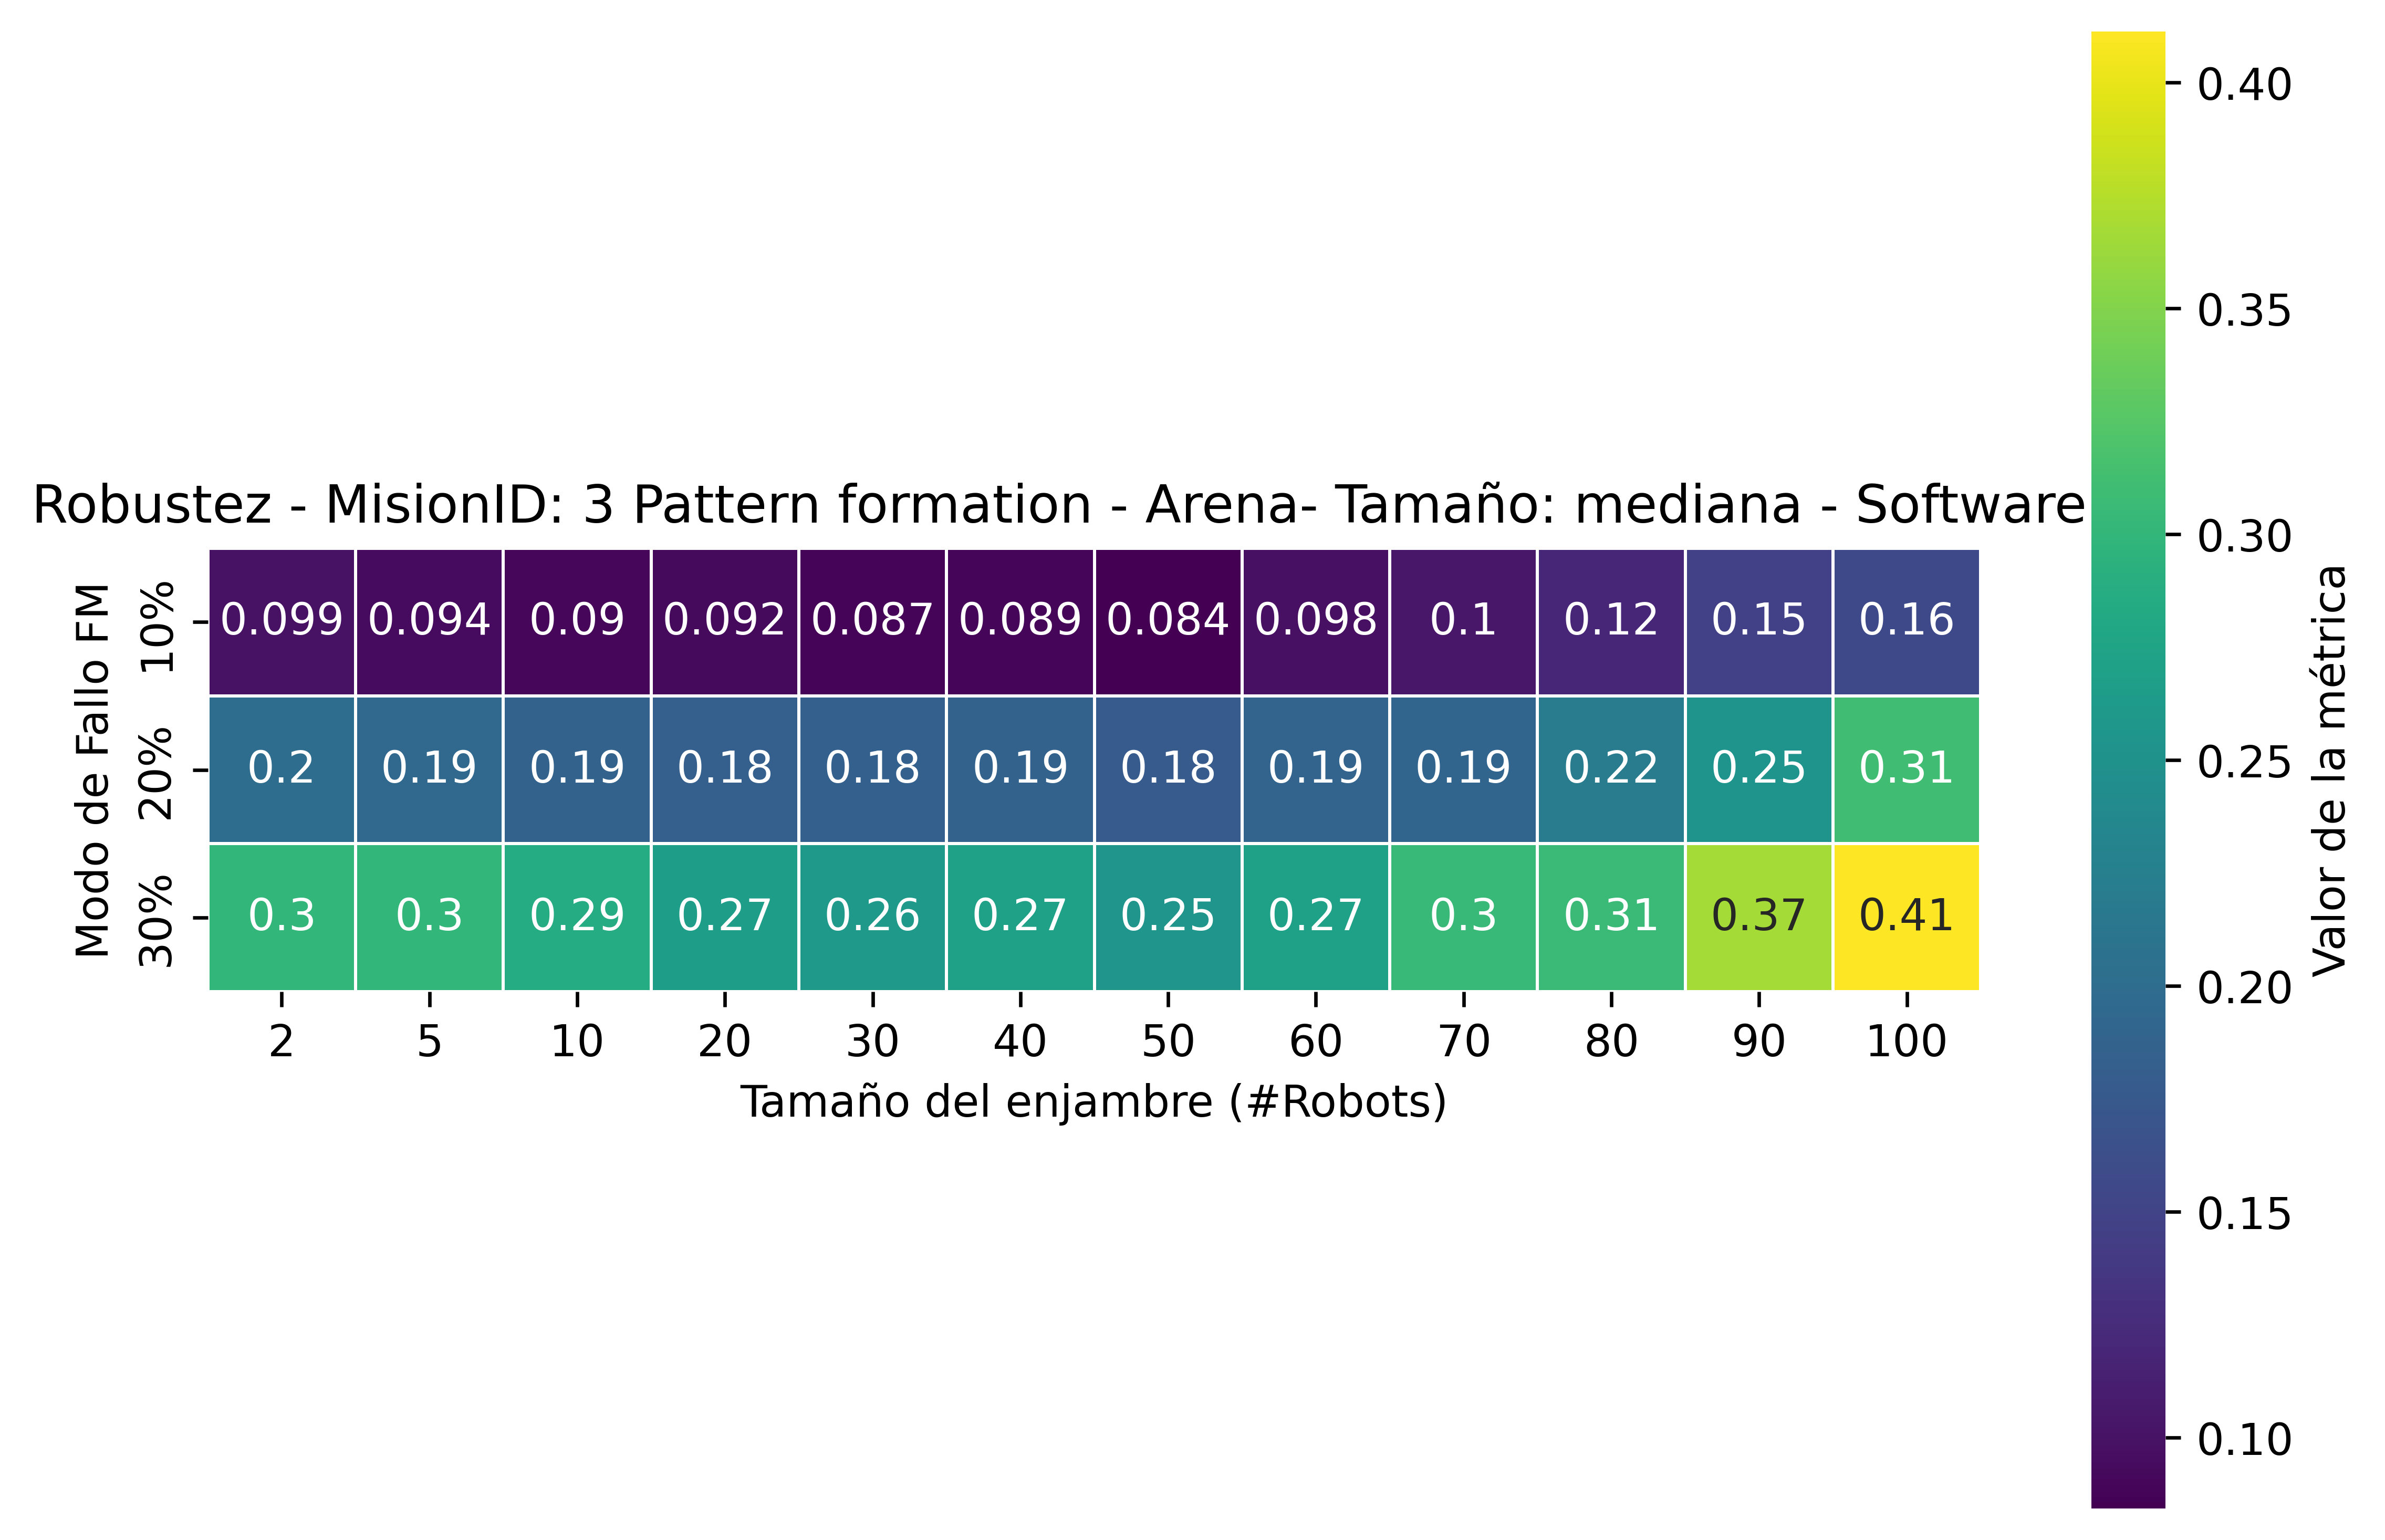 Robustez - MisionID: 3 Pattern formation - Arena- Tamaño: mediana - Software
Modo de Fallo FM
10%
0.099 0.094 0.09 0.092 0.087 0.089 0.084 0.098 0.1 0.12 0.15 0.16
20%
0.2 0.19 0.19 0.18 0.18 0.19 0.18 0.19 0.19 0.22 0.25 0.31
30%
0.3 0.3 0.29 0.27 0.26 0.27 0.25 0.27 0.3 0.31 0.37 0.41
2 5 10 20 30 40 50 60 70 80 90 100
Tamaño del enjambre (#Robots)
0.40
0.35
0.30
0.25
0.20
0.15
0.10
Valor de la métrica